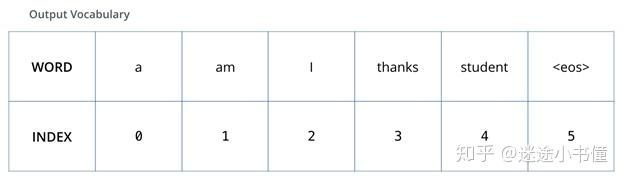 Output Vocabulary
WORD a am I thanks student <eos>
INDEX 0 1 2 3 4 5
知乎 @迷途小书僮